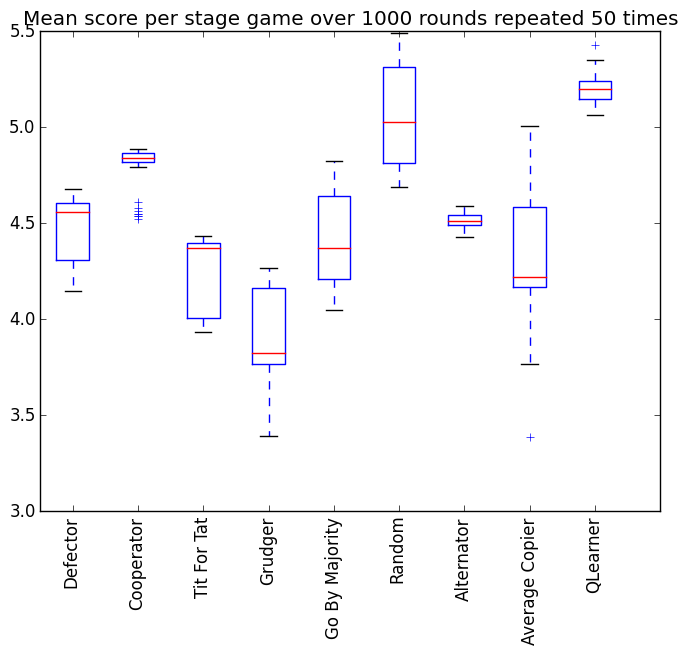 Mean score per stage game over 1000 rounds repeated 50 times
5.5
5.0
4.5
4.0
3.5
3.0
Defector
Cooperator
Tit For Tat
Grudger
Go By Majority
Random
Alternator
Average Copier
QLearner